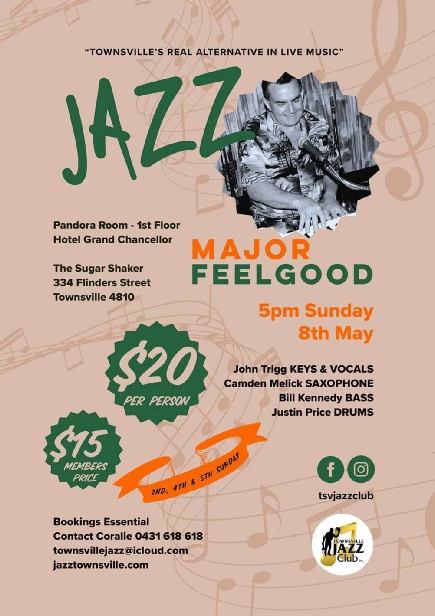 “TOWNSVILLE’S REAL ALTERNATIVE IN LIVE MUSIC”
JAZZ
Pandora Room - 1st Floor
Hotel Grand Chancellor
The Sugar Shaker
334 Flinders Street
Townsville 4810
MAJOR
FEELGOOD
5pm Sunday
8th May
$20
PER PERSON
John Trigg KEYS & VOCALS
Camden Melick SAXOPHONE
Bill Kennedy BASS
Justin Price DRUMS
$15
MEMBERS
PRICE
2ND, 4TH & 5TH SUNDAY
tsvjazzclub
Bookings Essential
Contact Coralie 0431 618 618
townsvillejazz@icloud.com
jazztownsville.com
TOWNSVILLE
JAZZ
Club